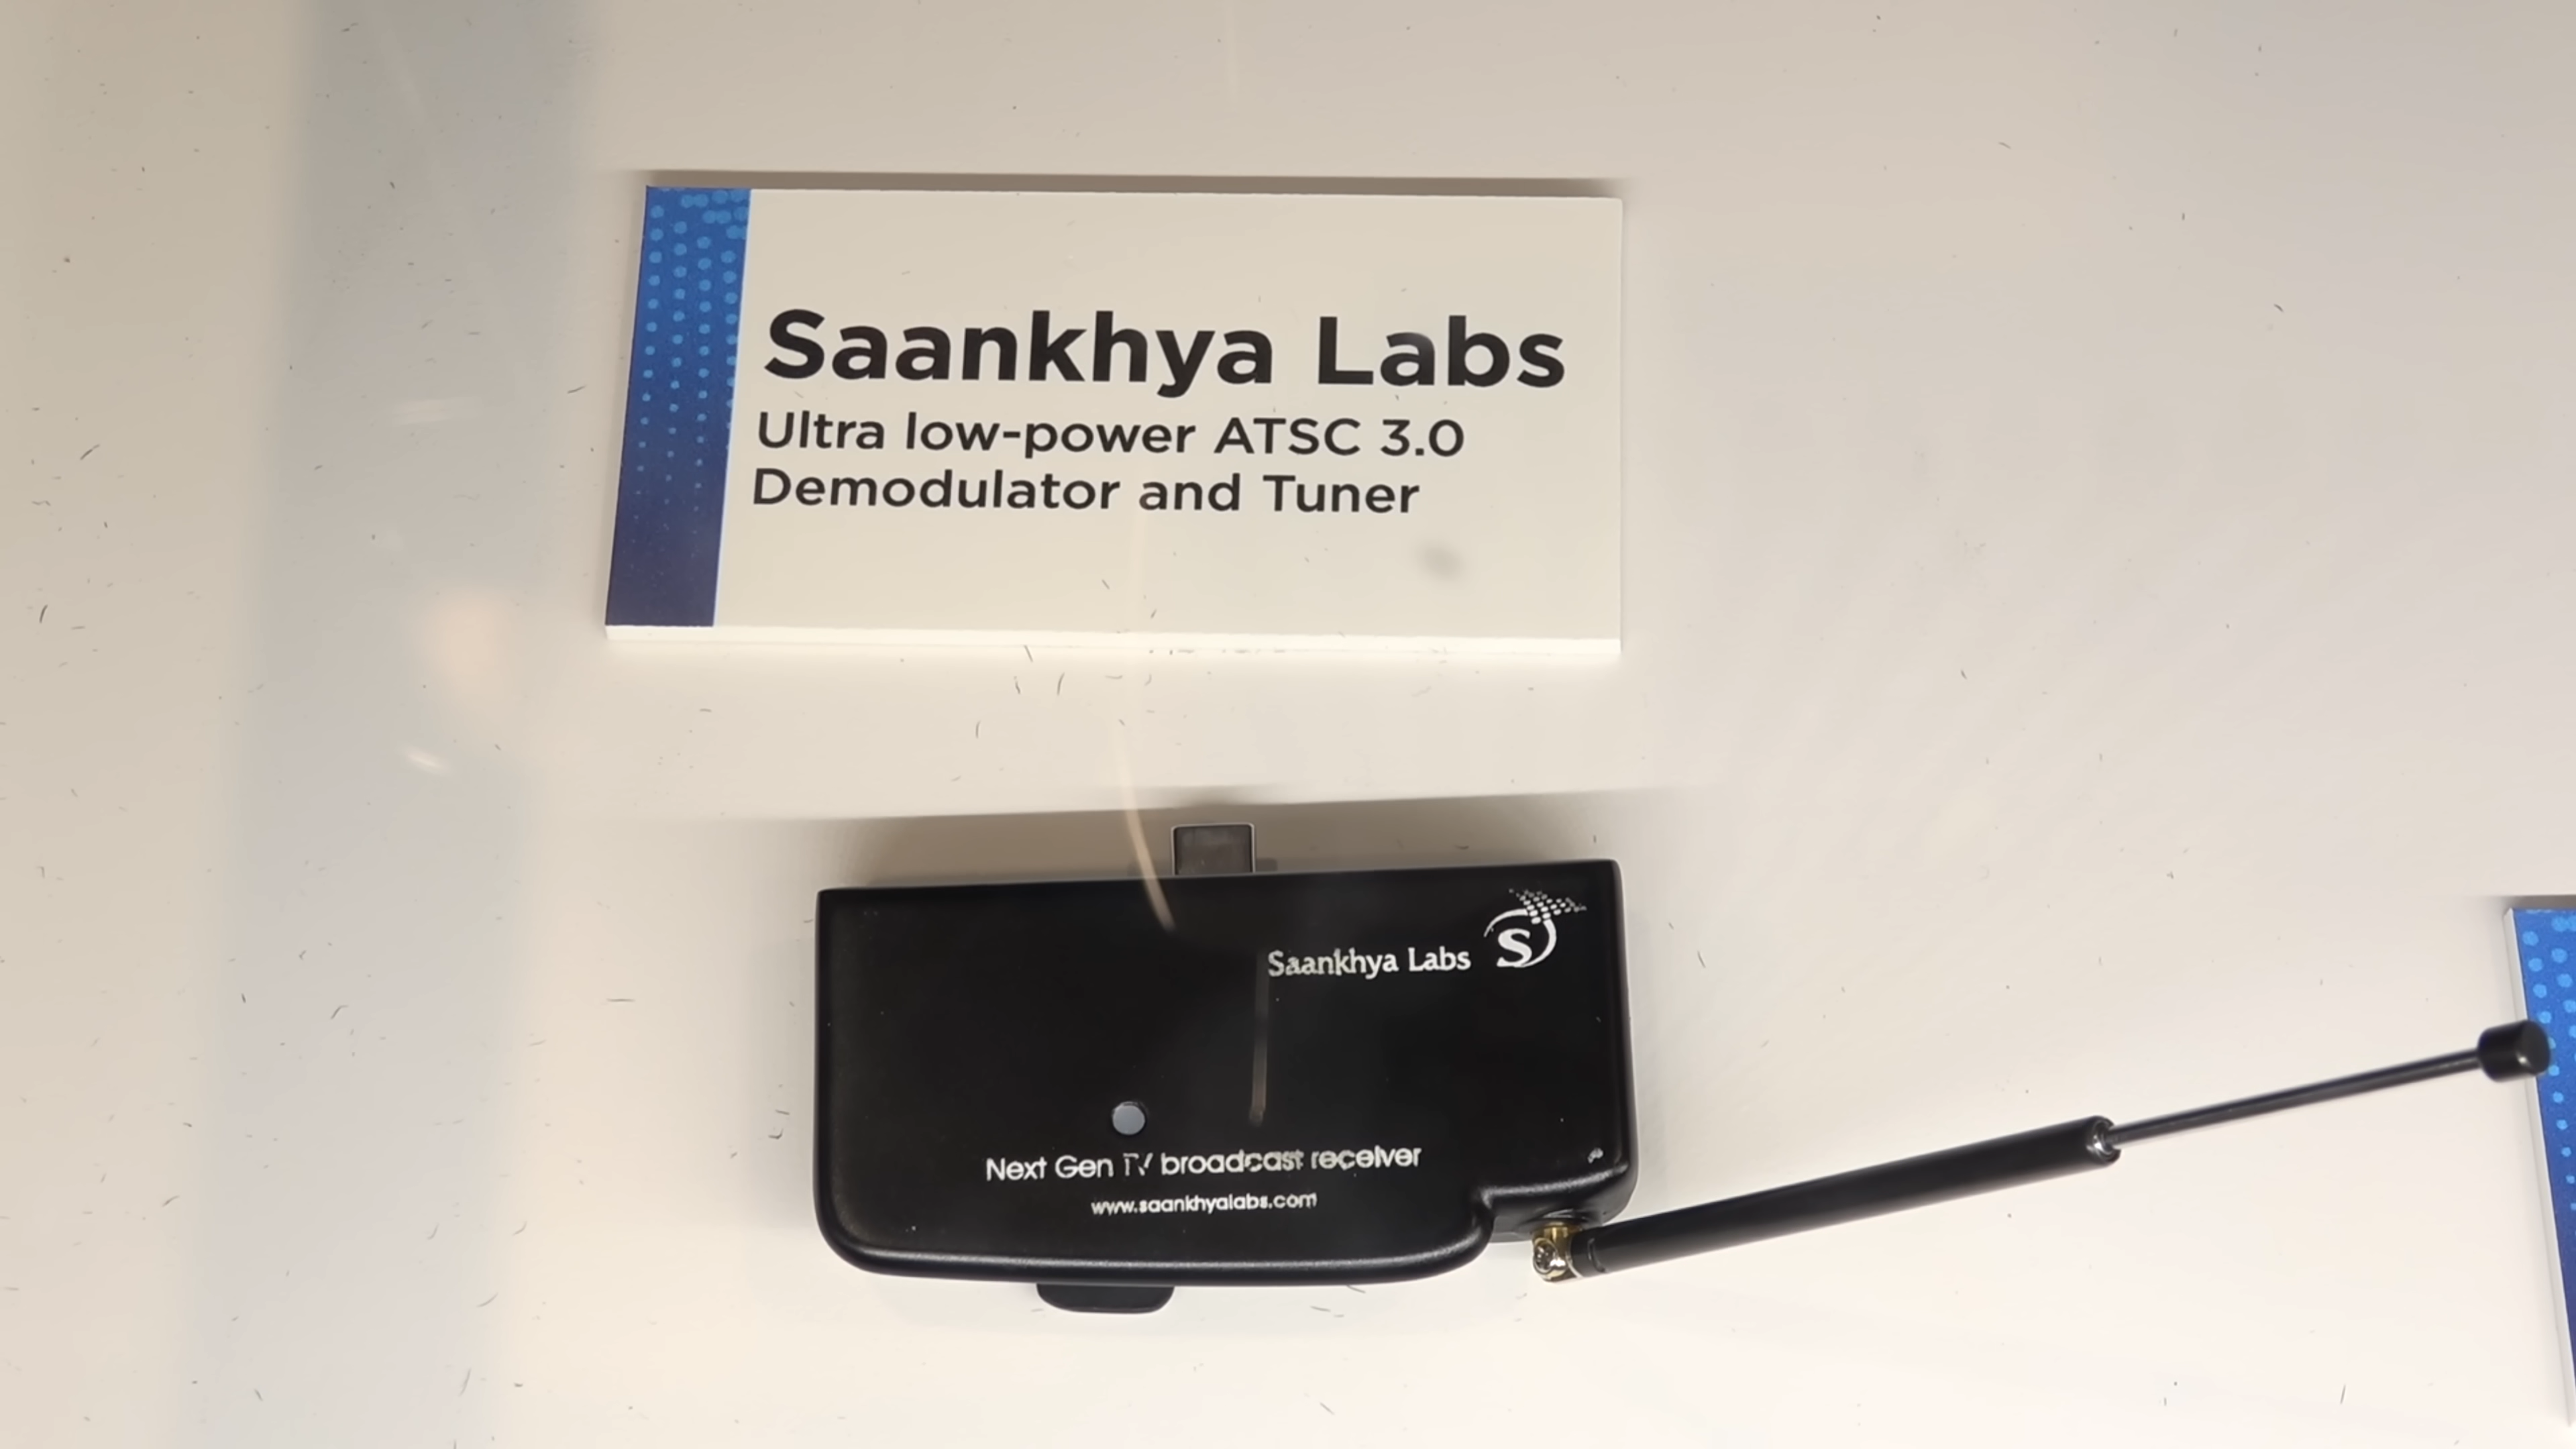 Saankhya Labs
Ultra low-power ATSC 3.0
Demodulator and Tuner
Saankhya Labs
S
Next Gen TV broadcast receiver
www.saankhyalabs.com